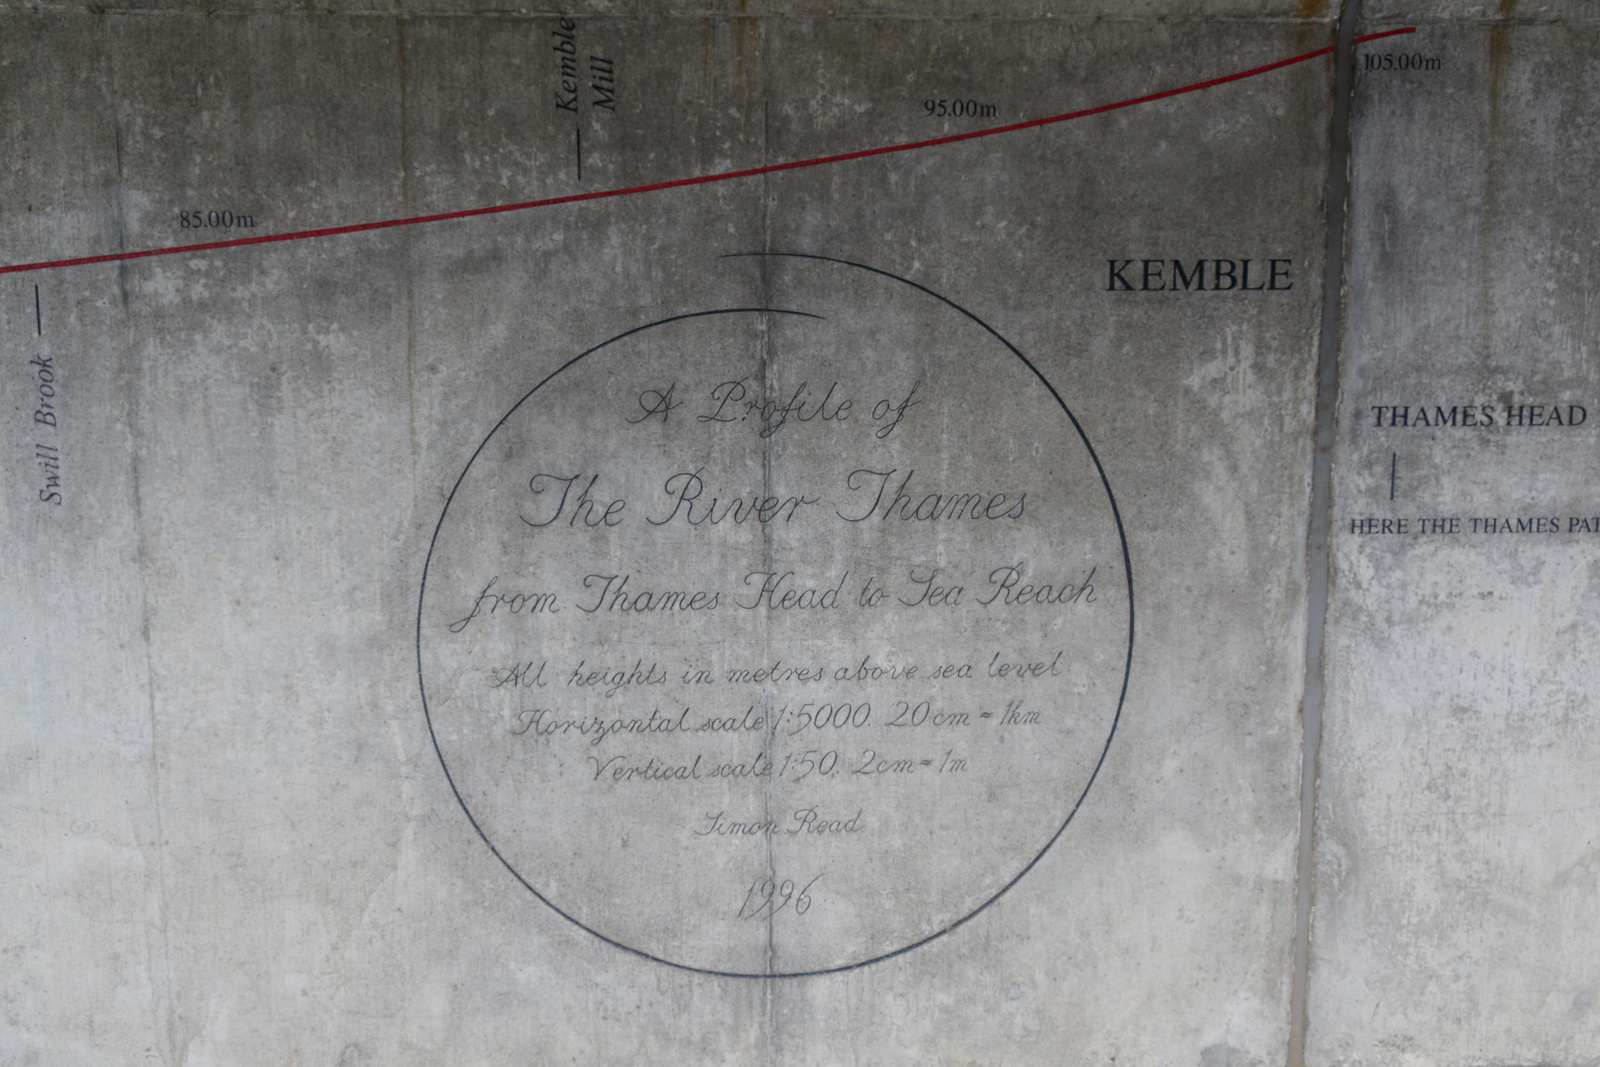 105.00m
95.00m
85.00m
Kemble
Mill
Swill Brook
KEMBLE
THAMES HEAD
HERE THE THAMES PAT
A Profile of
The River Thames
from Thames Head to Sea Reach
All heights in metres above sea level
Horizontal scale 1:5000. 20cm = 1km
Vertical scale 1:50. 2cm = 1m
Simon Read
1996